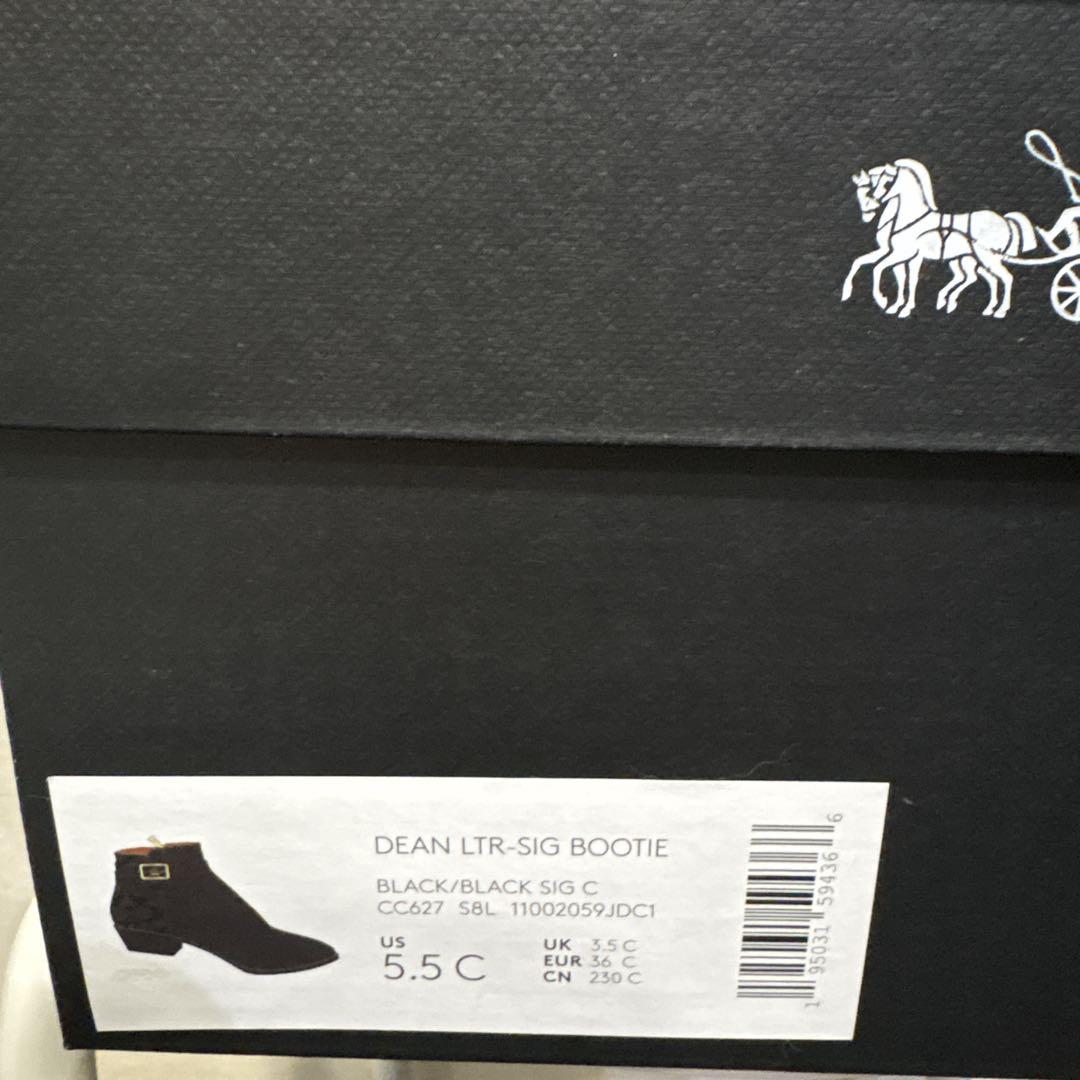 DEAN LTR-SIG BOOTIE
BLACK/BLACK SIG C
CC627 S8L 11002059JDC1
US
5.5 C
UK 3.5 C
EUR 36 C
CN 230 C
1 95031 59436 6